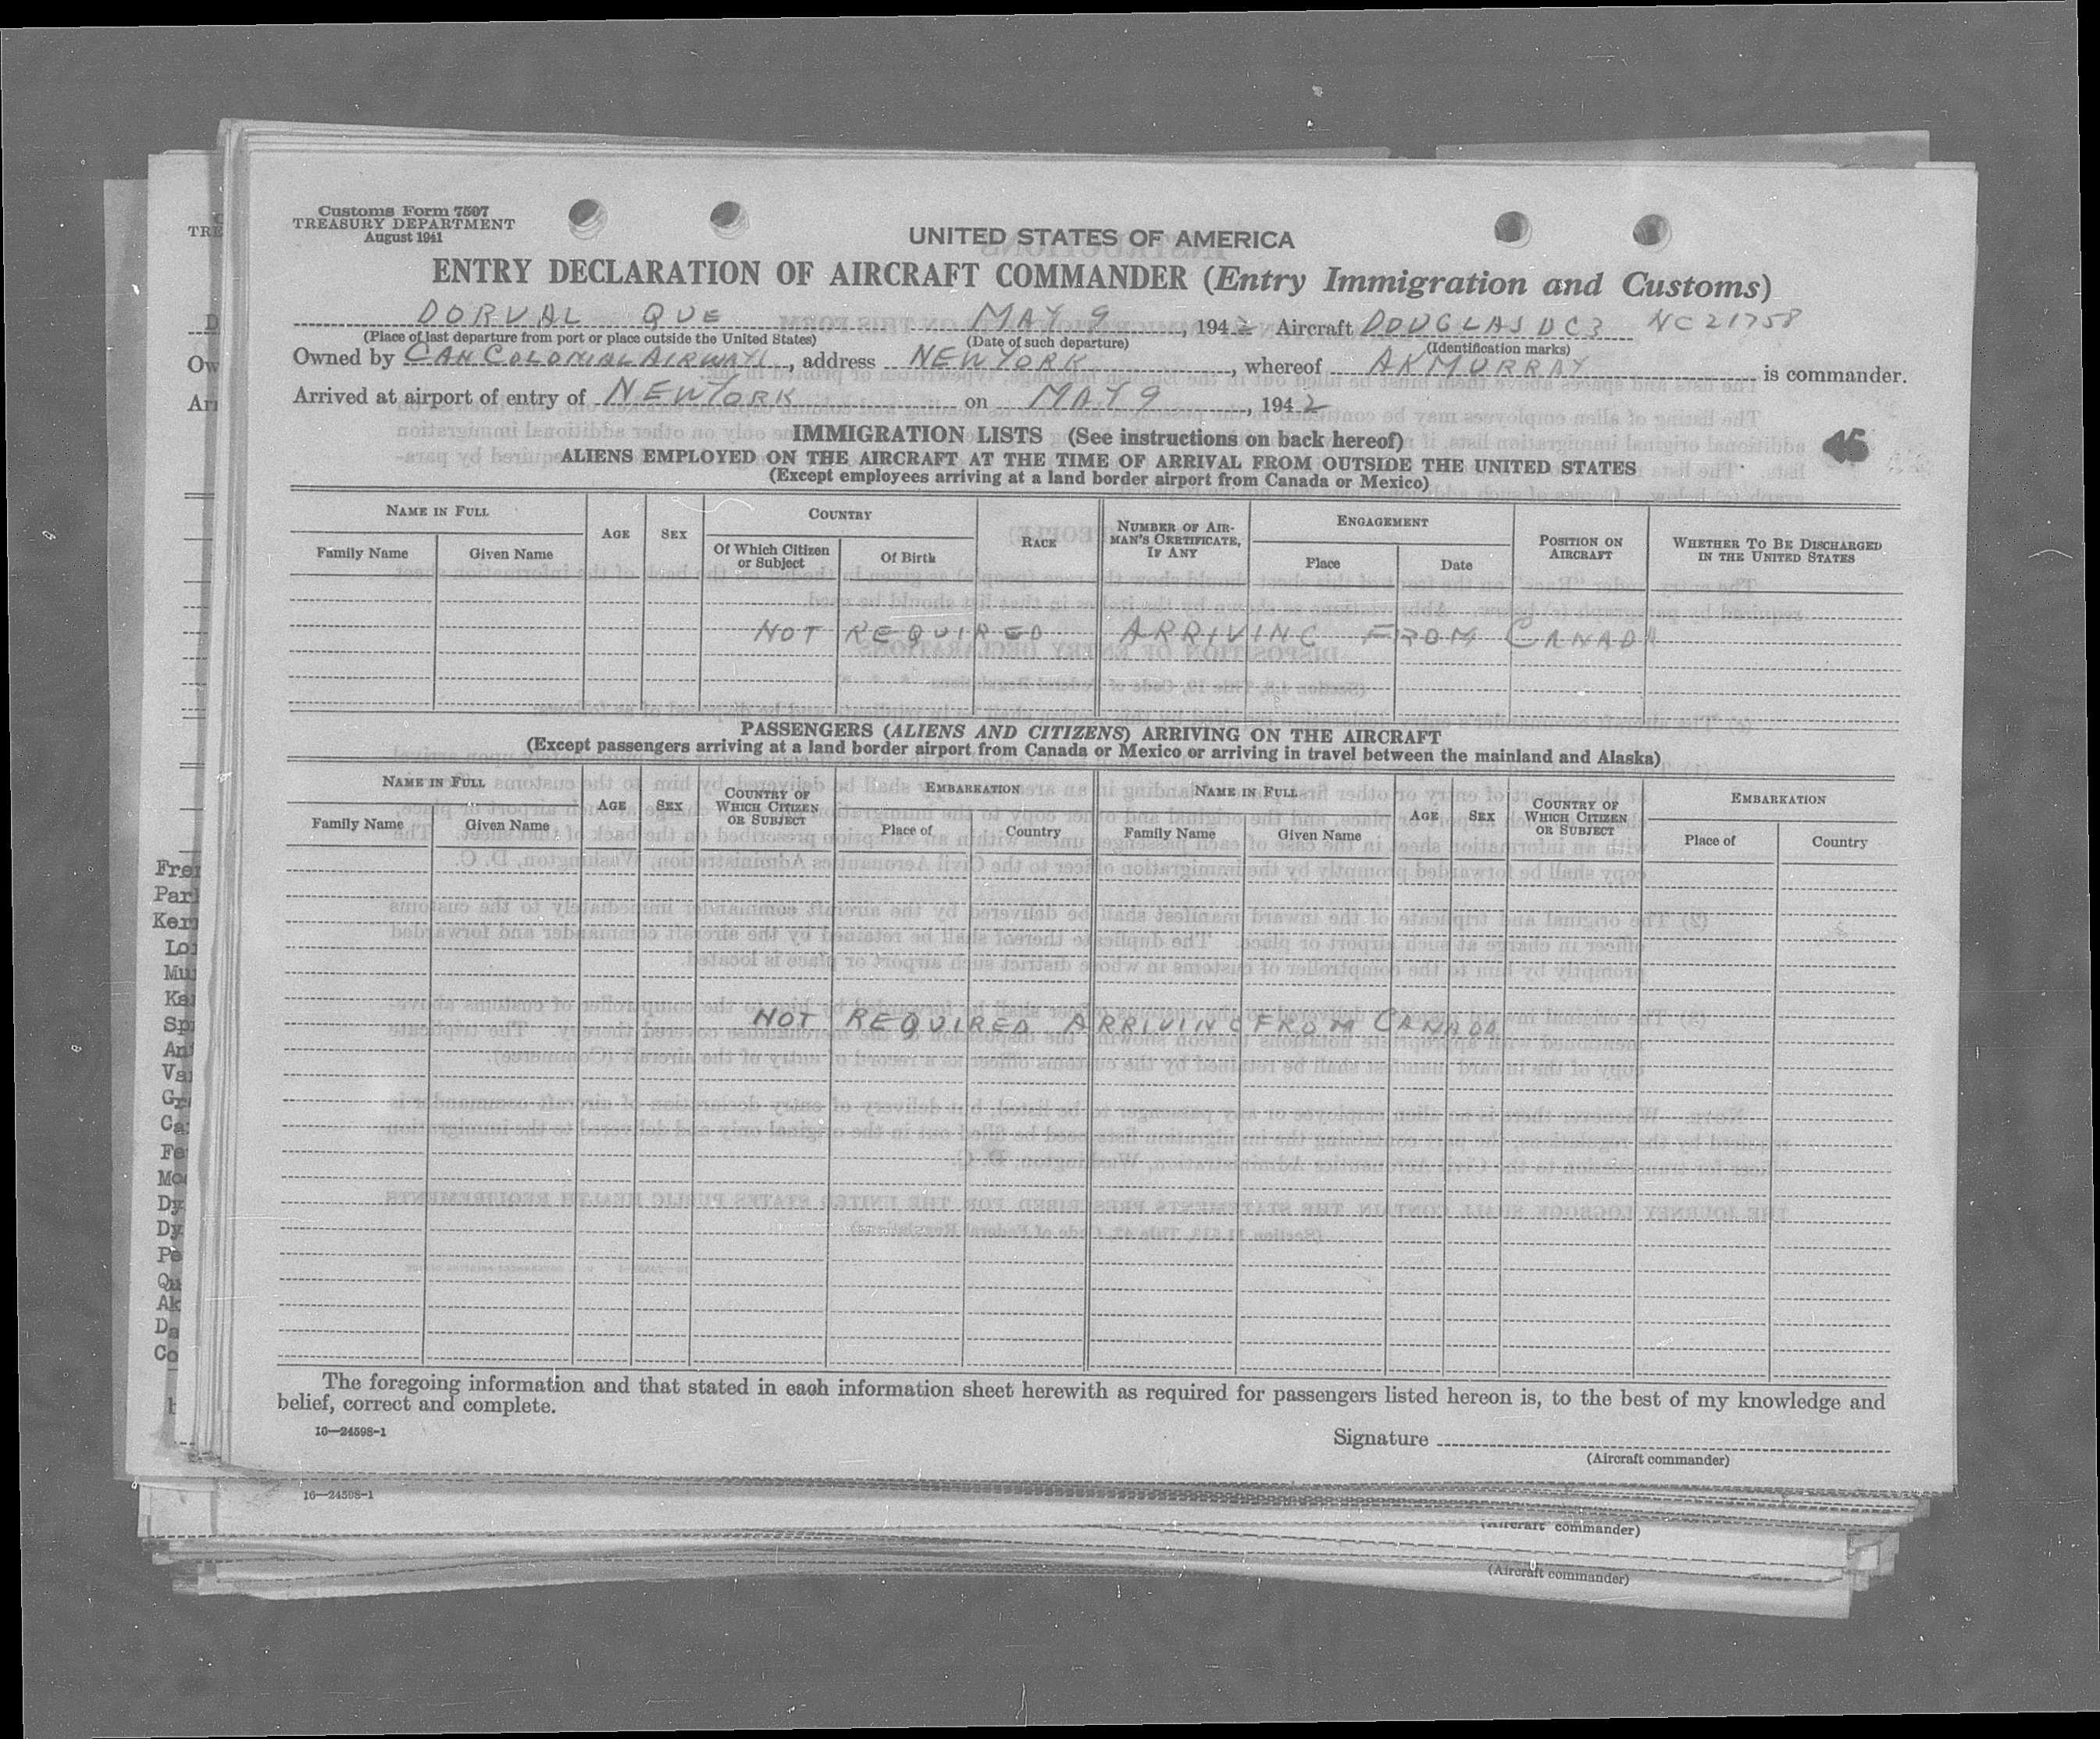 Customs Form 7507
TREASURY DEPARTMENT
August 1941
UNITED STATES OF AMERICA
ENTRY DECLARATION OF AIRCRAFT COMMANDER (Entry Immigration and Customs)
DORVAL QUE MAY 9, 1942 Aircraft DOUGLAS DC3 NC21758
(Place of last departure from port or place outside the United States) (Date of such departure) (Identification marks)
Owned by CAN COLONIAL AIRWAYS, address NEW YORK, whereof AK MURRAY is commander.
Arrived at airport of entry of NEW YORK on MAY 9, 1942
IMMIGRATION LISTS (See instructions on back hereof)
45
ALIENS EMPLOYED ON THE AIRCRAFT AT THE TIME OF ARRIVAL FROM OUTSIDE THE UNITED STATES
(Except employees arriving at a land border airport from Canada or Mexico)
NAME IN FULL AGE SEX COUNTRY RACE NUMBER OF AIRMAN'S CERTIFICATE, IF ANY ENGAGEMENT POSITION ON AIRCRAFT WHETHER TO BE DISCHARGED IN THE UNITED STATES
Family Name Given Name Of Which Citizen or Subject Of Birth Place Date
NOT REQUIRED ARRIVING FROM CANADA
PASSENGERS (ALIENS AND CITIZENS) ARRIVING ON THE AIRCRAFT
(Except passengers arriving at a land border airport from Canada or Mexico or arriving in travel between the mainland and Alaska)
NAME IN FULL AGE SEX COUNTRY OF WHICH CITIZEN OR SUBJECT EMBARKATION NAME IN FULL AGE SEX COUNTRY OF WHICH CITIZEN OR SUBJECT EMBARKATION
Family Name Given Name Place of Country Family Name Given Name Place of Country
NOT REQUIRED ARRIVING FROM CANADA
The foregoing information and that stated in each information sheet herewith as required for passengers listed hereon is, to the best of my knowledge and
belief, correct and complete.
16—24598-1
Signature
(Aircraft commander)
16—24598-1
(Aircraft commander)
(Aircraft commander)